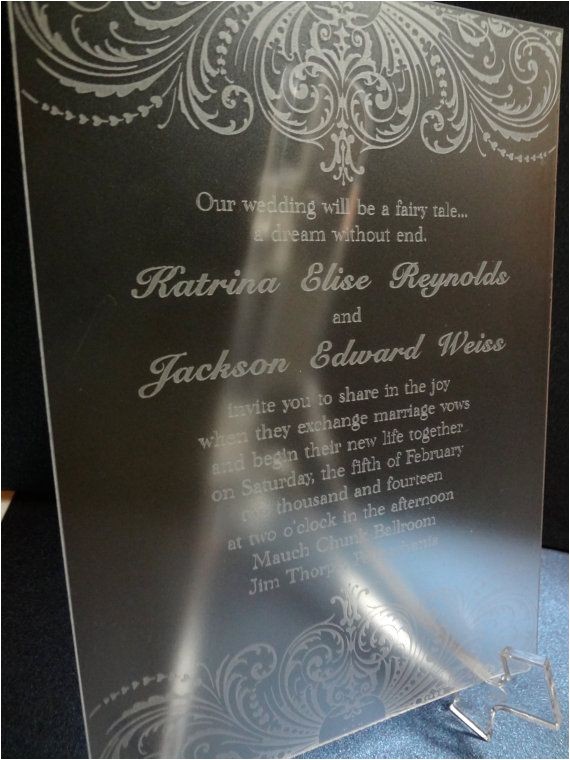 Our wedding will be a fairy tale...
a dream without end.
Katrina Elise Reynolds
and
Jackson Edward Weiss
invite you to share in the joy
when they exchange marriage vows
and begin their new life together
on Saturday, the fifth of February
two thousand and fourteen
at two o'clock in the afternoon
Mauch Chunk Ballroom
Jim Thorpe, Pennsylvania